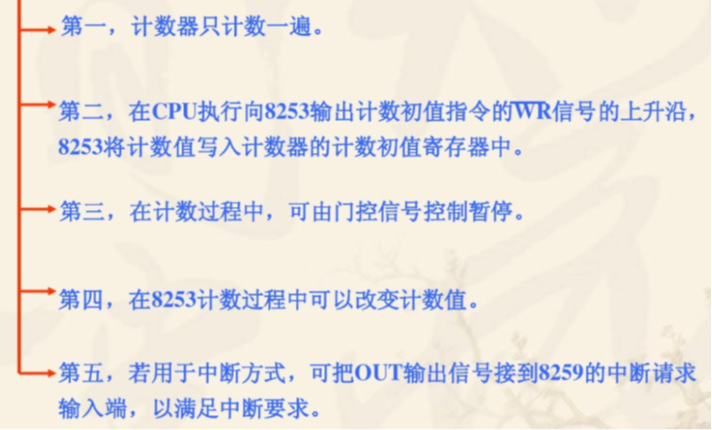 第一，计数器只计数一遍。
第二，在CPU执行向8253输出计数初值指令的WR信号的上升沿，
8253将计数值写入计数器的计数初值寄存器中。
第三，在计数过程中，可由门控信号控制暂停。
第四，在8253计数过程中可以改变计数值。
第五，若用于中断方式，可把OUT输出信号接到8259的中断请求
输入端，以满足中断要求。